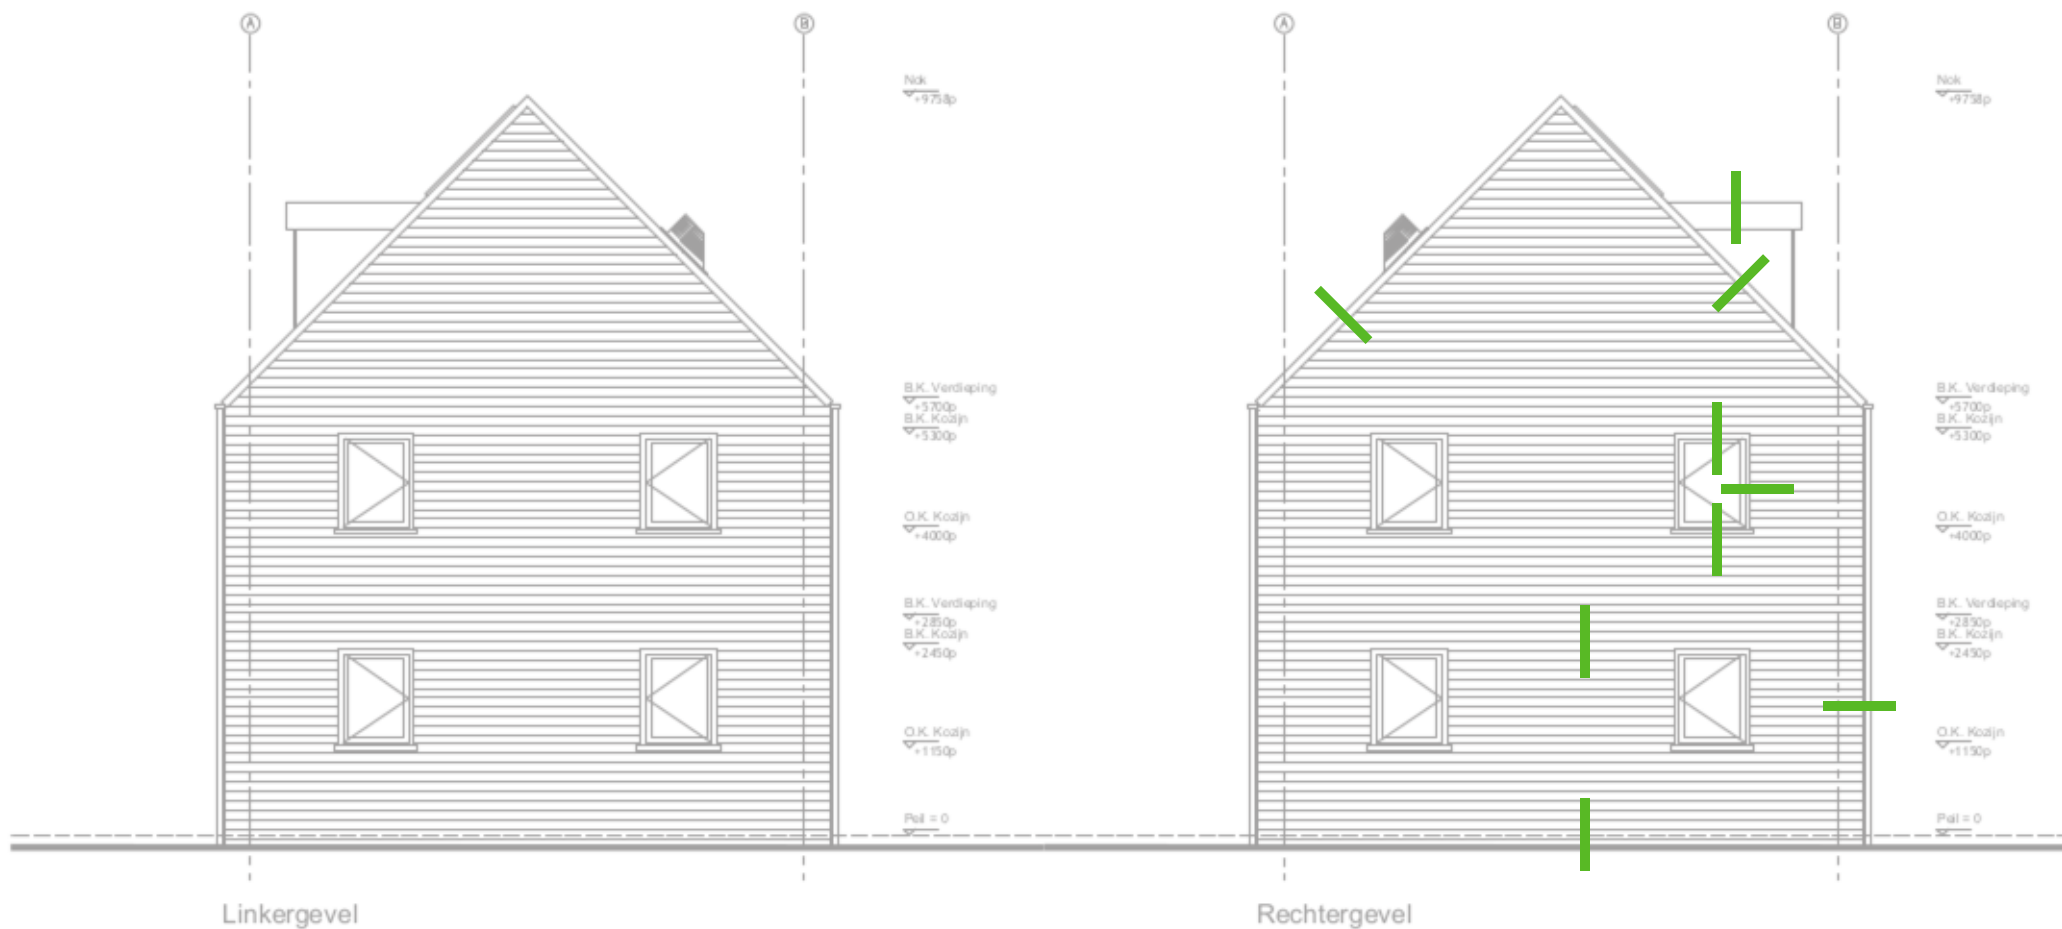 A
B
Nok
+9758p
B.K. Verdieping
+5700p
B.K. Kozijn
+5300p
O.K. Kozijn
+4000p
B.K. Verdieping
+2850p
B.K. Kozijn
+2450p
O.K. Kozijn
+1150p
Peil = 0
Linkergevel
A
B
Nok
+9758p
B.K. Verdieping
+5700p
B.K. Kozijn
+5300p
O.K. Kozijn
+4000p
B.K. Verdieping
+2850p
B.K. Kozijn
+2450p
O.K. Kozijn
+1150p
Peil = 0
Rechtergevel